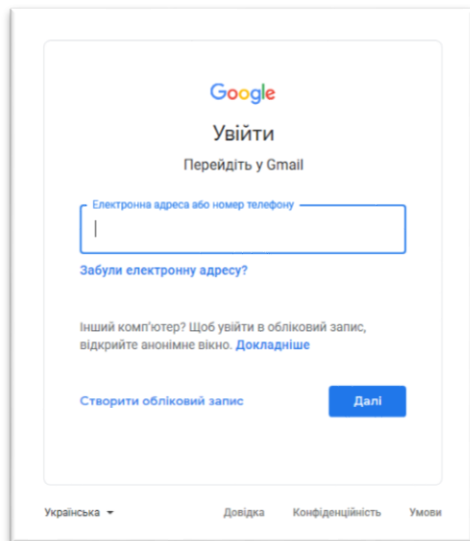 Google
Увійти
Перейдіть у Gmail
Електронна адреса або номер телефону
Забули електронну адресу?
Інший комп'ютер? Щоб увійти в обліковий запис,
відкрийте анонімне вікно. Докладніше
Створити обліковий запис Далі
Українська Довідка Конфіденційність Умови